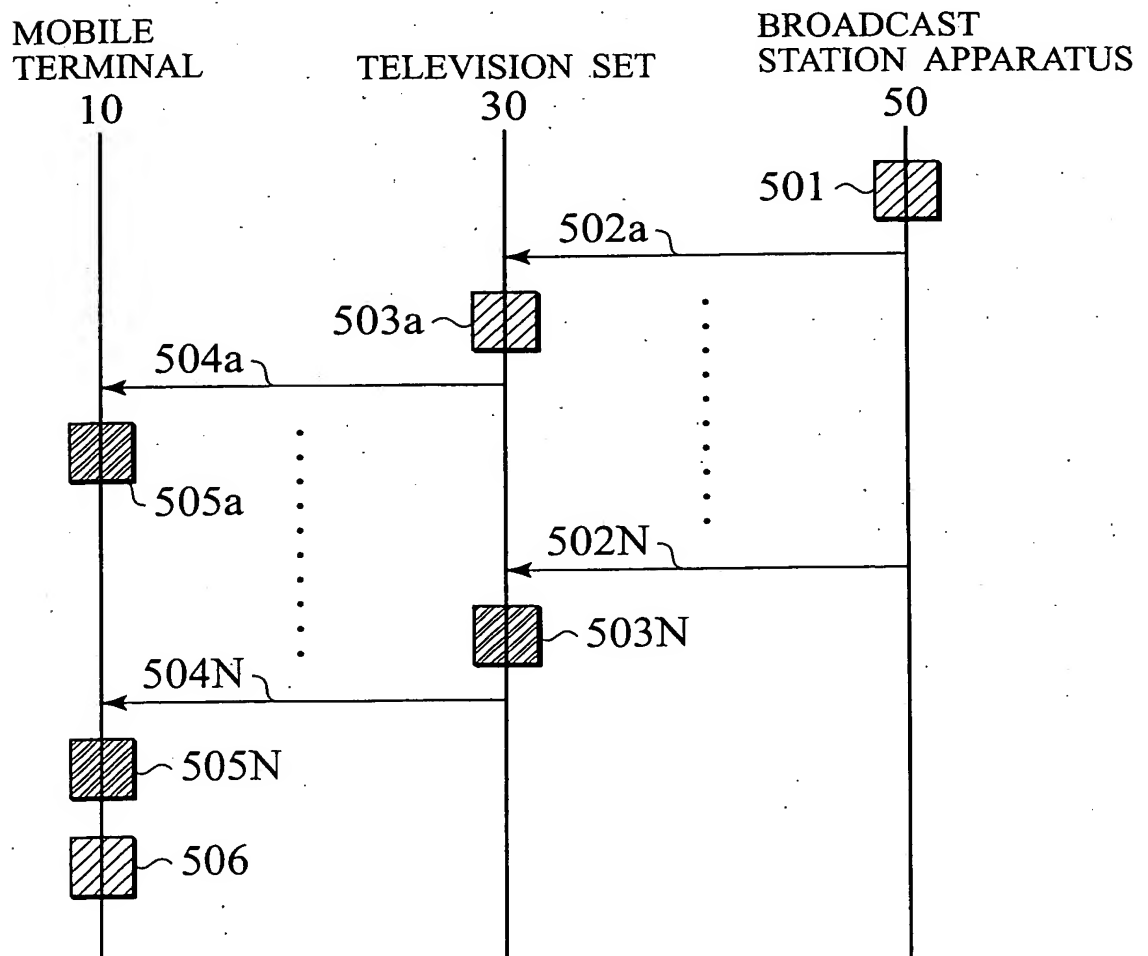 MOBILE
TERMINAL
10
TELEVISION SET
30
BROADCAST
STATION APPARATUS
50
501
502a
503a
504a
505a
502N
503N
504N
505N
506